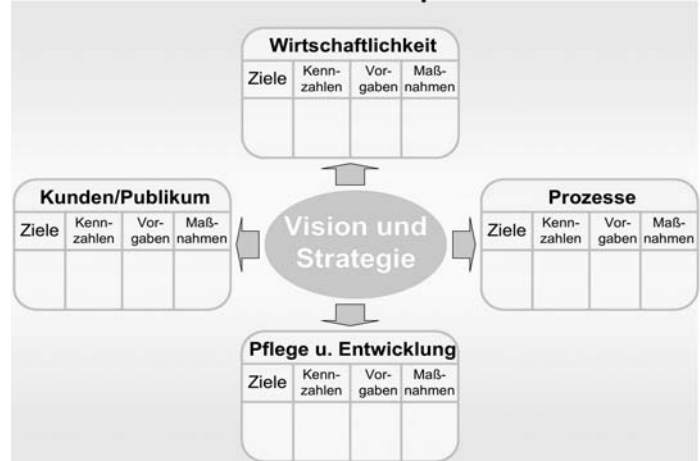 Wirtschaftlichkeit
Ziele
Kenn-
zahlen
Vor-
gaben
Maß-
nahmen
Kunden/Publikum
Ziele
Kenn-
zahlen
Vor-
gaben
Maß-
nahmen
Vision und
Strategie
Prozesse
Ziele
Kenn-
zahlen
Vor-
gaben
Maß-
nahmen
Pflege u. Entwicklung
Ziele
Kenn-
zahlen
Vor-
gaben
Maß-
nahmen